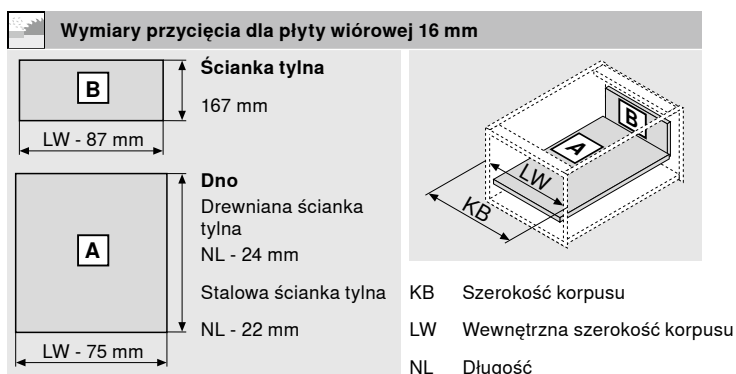 Wymiary przycięcia dla płyty wiórowej 16 mm
B
LW - 87 mm
Ścianka tylna
167 mm
A
LW - 75 mm
Dno
Drewniana ścianka
tylna
NL - 24 mm
Stalowa ścianka tylna
NL - 22 mm
B
A
LW
KB
KB Szerokość korpusu
LW Wewnętrzna szerokość korpusu
NL Długość